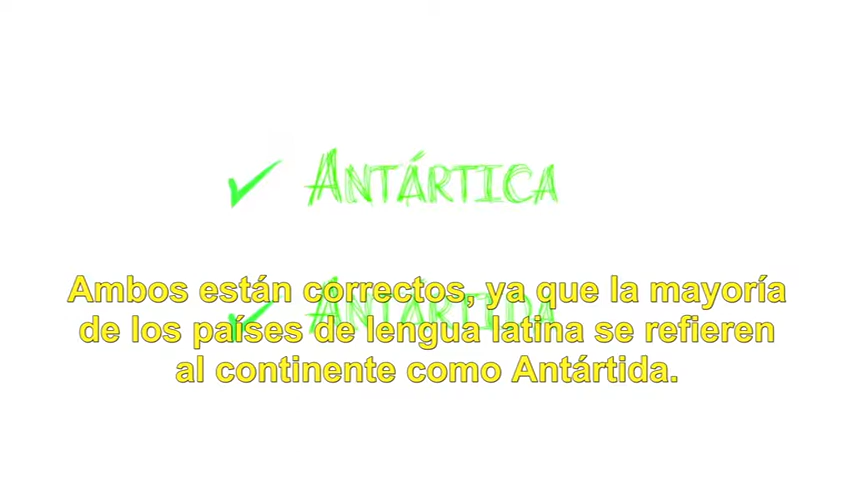 ✓ ANTÁRTICA
✓ ANTÁRTIDA
Ambos están correctos, ya que la mayoría
de los países de lengua latina se refieren
al continente como Antártida.